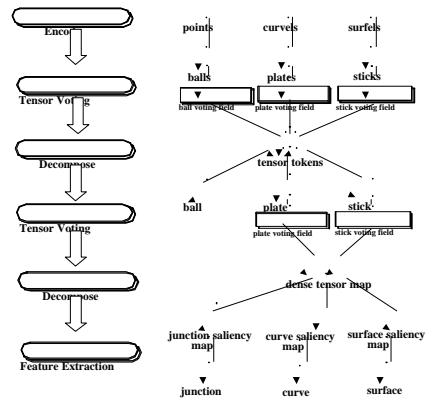 points curvels surfels
Encode
balls plates sticks
Tensor Voting
ball voting field plate voting field stick voting field
Decompose
tensor tokens
ball plate stick
Tensor Voting
plate voting field stick voting field
dense tensor map
Decompose
junction saliency map
curve saliency map
surface saliency map
Feature Extraction
junction curve surface